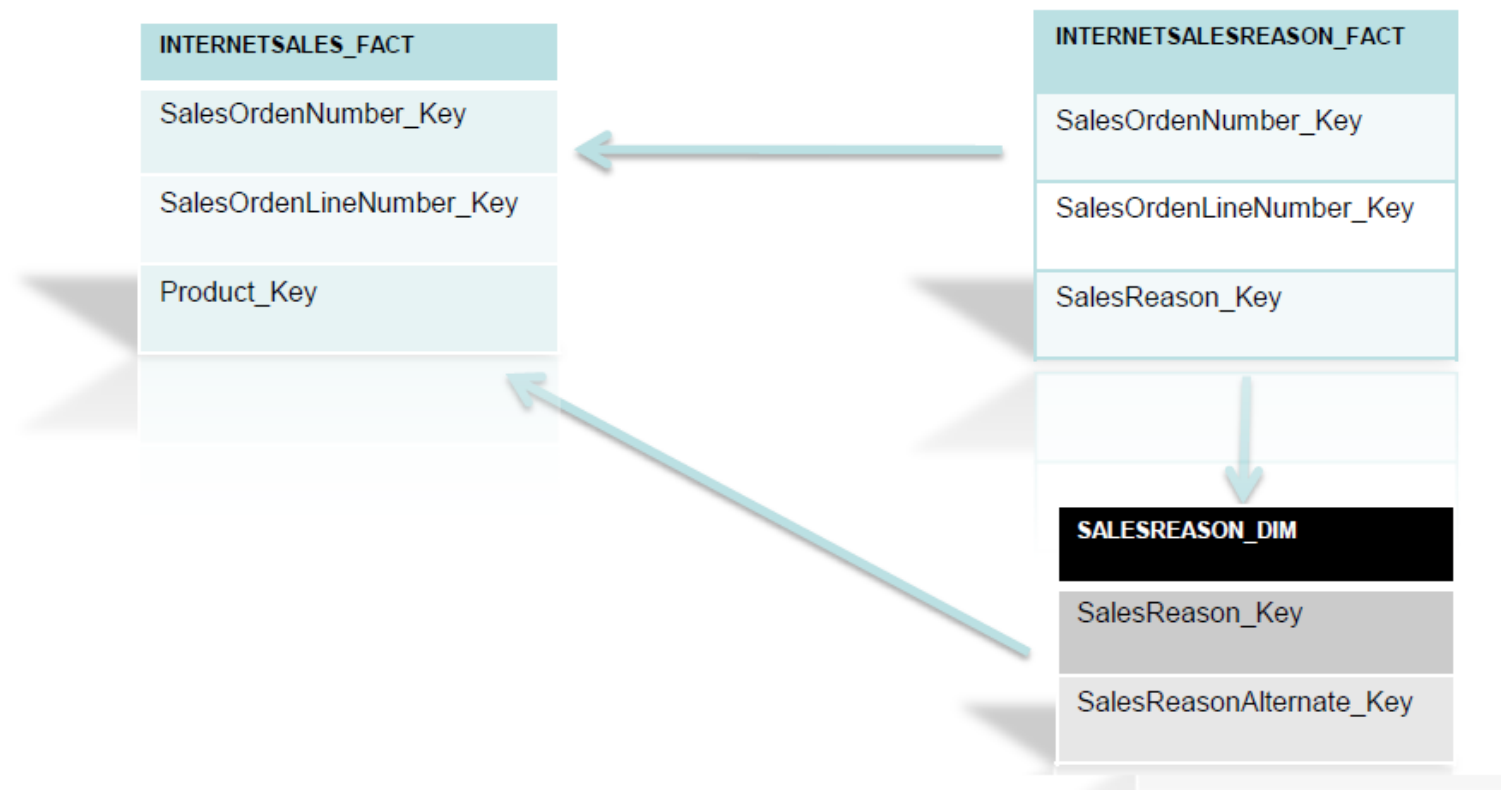 INTERNETSALES_FACT
SalesOrdenNumber_Key
SalesOrdenLineNumber_Key
Product_Key
INTERNETSALESREASON_FACT
SalesOrdenNumber_Key
SalesOrdenLineNumber_Key
SalesReason_Key
SALESREASON_DIM
SalesReason_Key
SalesReasonAlternate_Key